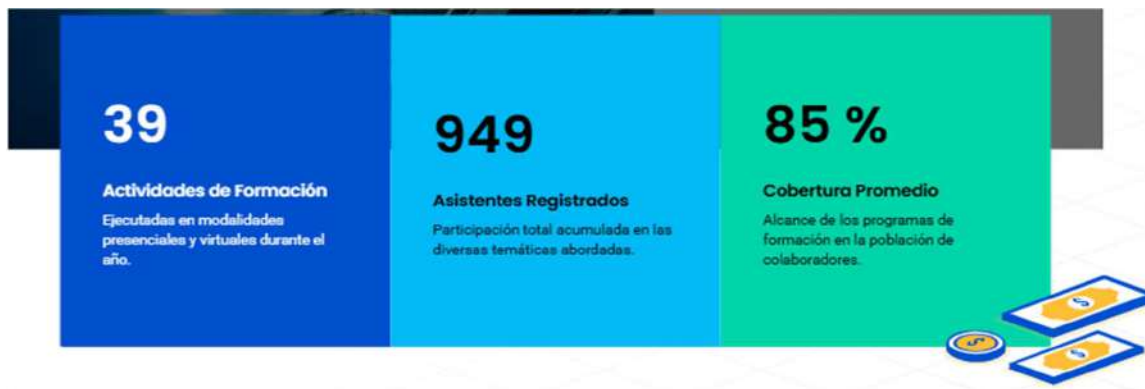 39
Actividades de Formación
Ejecutadas en modalidades
presenciales y virtuales durante el
año.
949
Asistentes Registrados
Participación total acumulada en las
diversas temáticas abordadas.
85 %
Cobertura Promedio
Alcance de los programas de
formación en la población de
colaboradores.
$
$
$